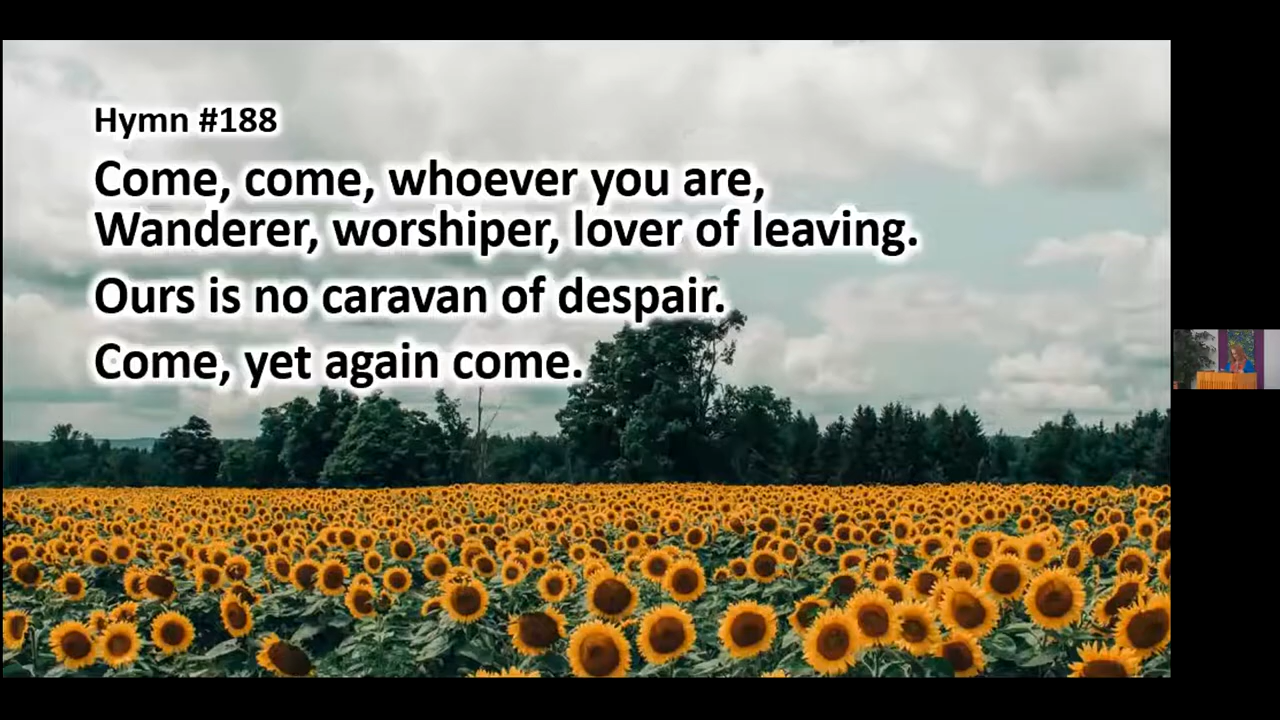 Hymn #188
Come, come, whoever you are,
Wanderer, worshiper, lover of leaving.
Ours is no caravan of despair.
Come, yet again come.